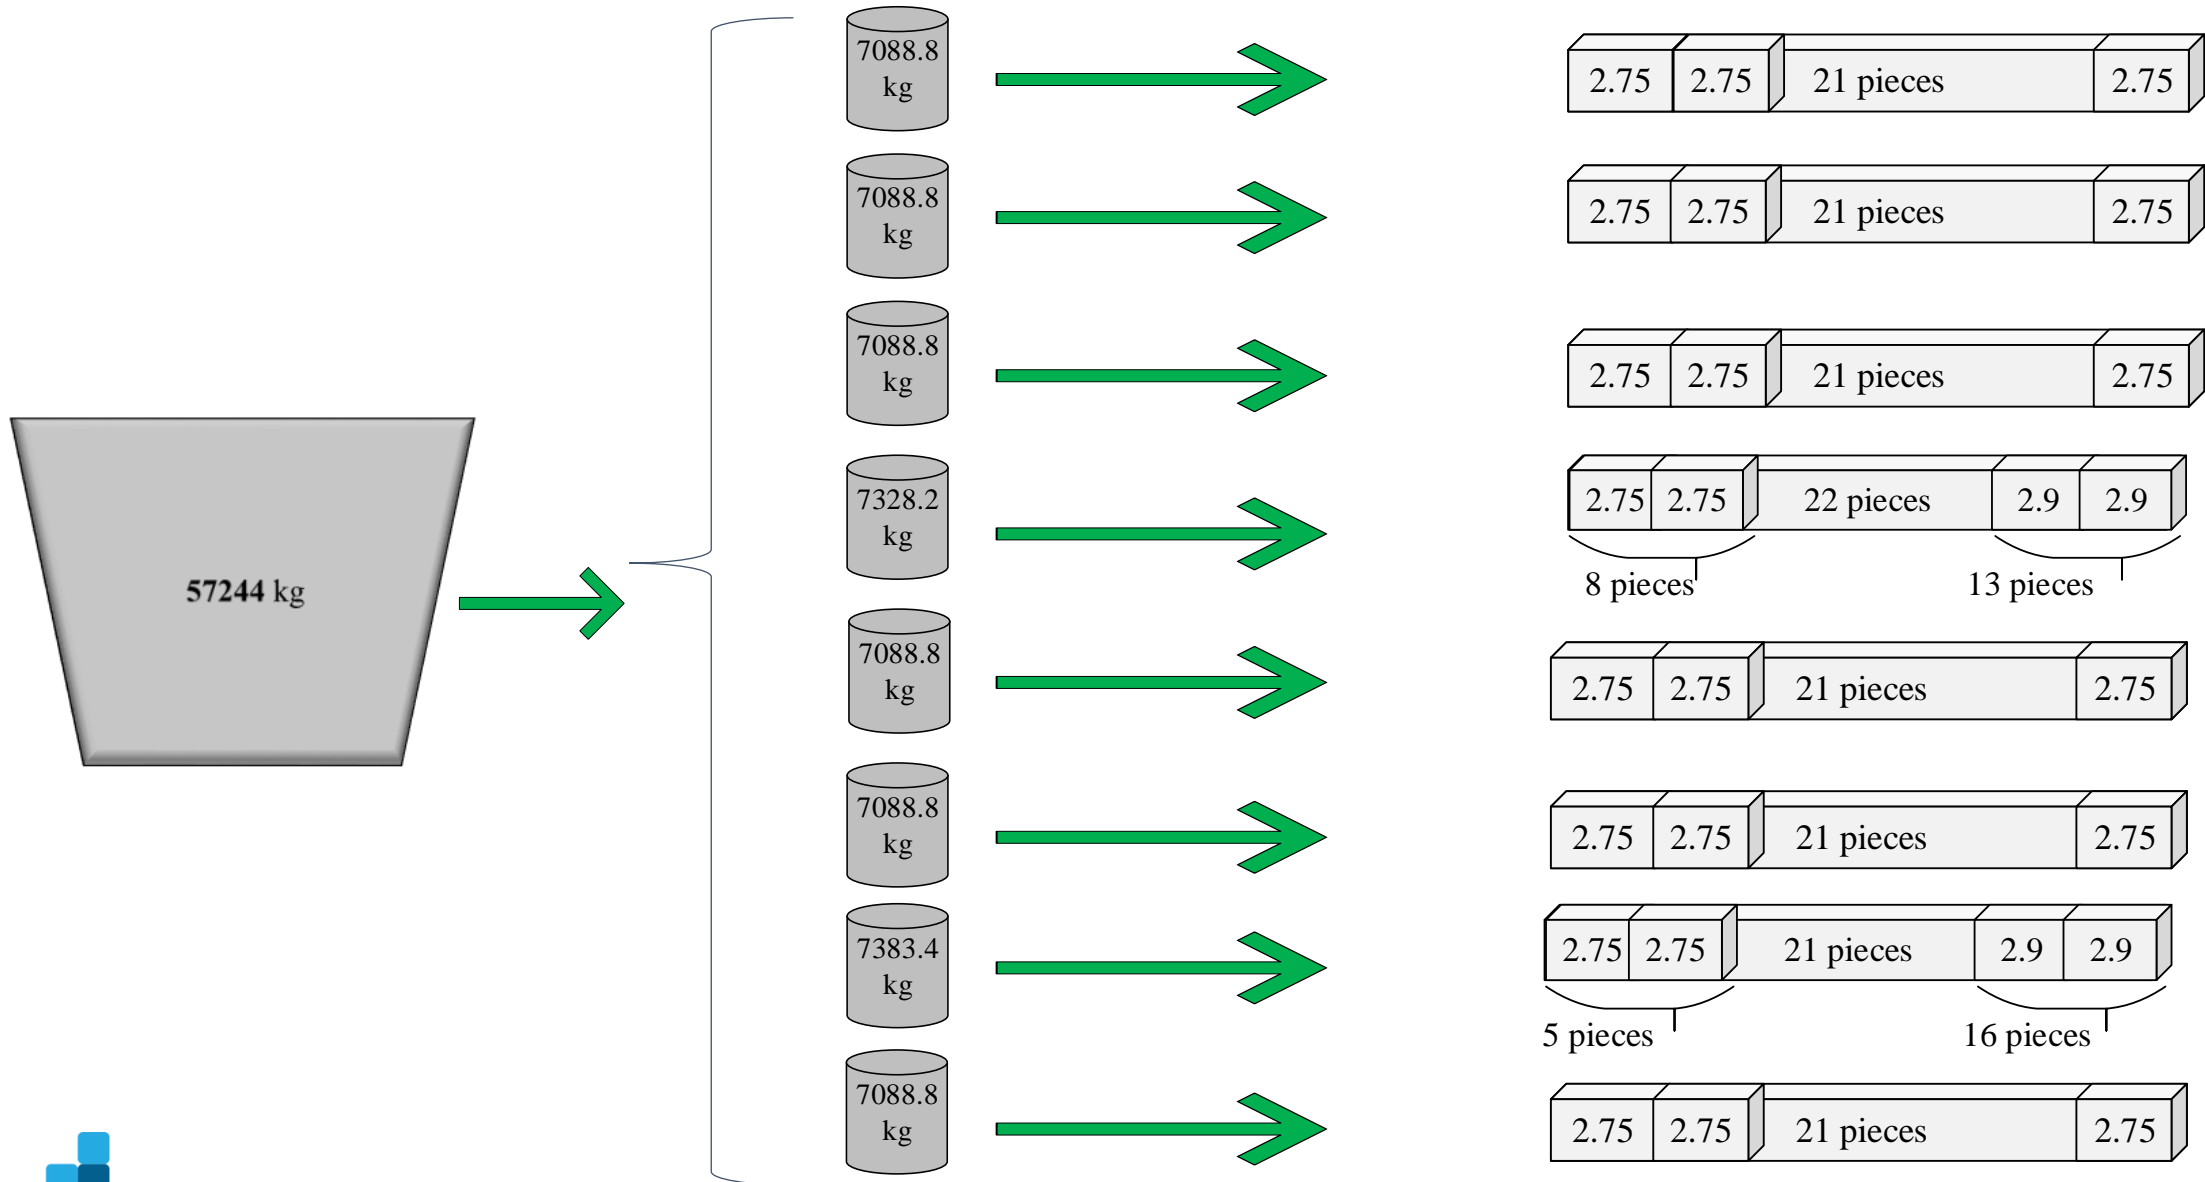 7088.8
kg
2.75 2.75 21 pieces 2.75
7088.8
kg
2.75 2.75 21 pieces 2.75
7088.8
kg
2.75 2.75 21 pieces 2.75
57244 kg
7328.2
kg
2.75 2.75 22 pieces 2.9 2.9
8 pieces 13 pieces
7088.8
kg
2.75 2.75 21 pieces 2.75
7088.8
kg
2.75 2.75 21 pieces 2.75
7383.4
kg
2.75 2.75 21 pieces 2.9 2.9
5 pieces 16 pieces
7088.8
kg
2.75 2.75 21 pieces 2.75